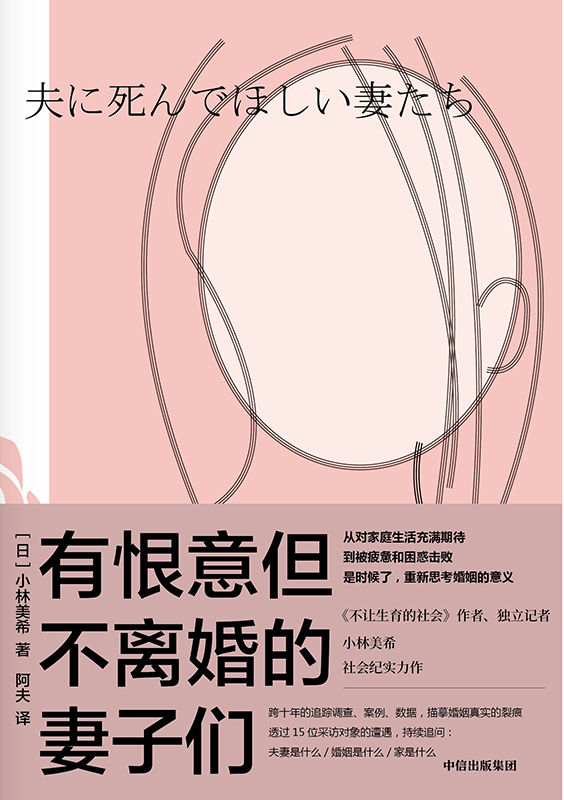 夫に死んでほしい妻たち
有恨意但
不离婚的
妻子们
[日]小林美希 著
阿夫 译
从对家庭生活充满期待
到被疲惫和困惑击败
是时候了，重新思考婚姻的意义
《不让生育的社会》作者、独立记者
小林美希
社会纪实力作
跨十年的追踪调查、案例、数据，描摹婚姻真实的裂痕
透过 15 位采访对象的遭遇，持续追问：
夫妻是什么 / 婚姻是什么 / 家是什么
中信出版集团